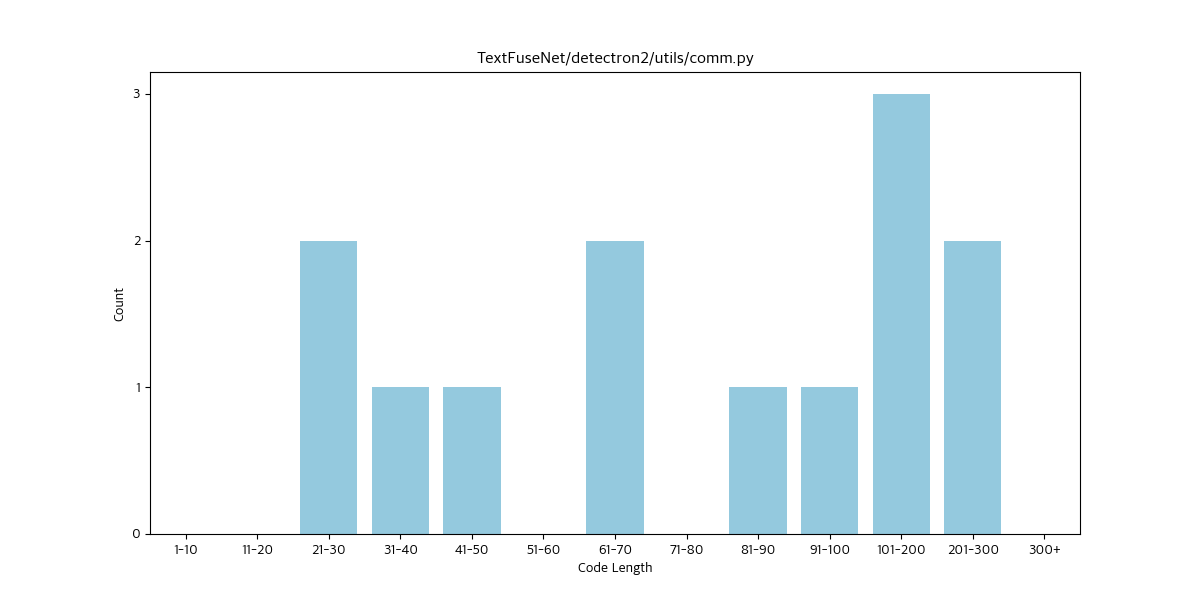 TextFuseNet/detectron2/utils/comm.py
3
2
1
0
Count
1-10 11-20 21-30 31-40 41-50 51-60 61-70 71-80 81-90 91-100 101-200 201-300 300+
Code Length